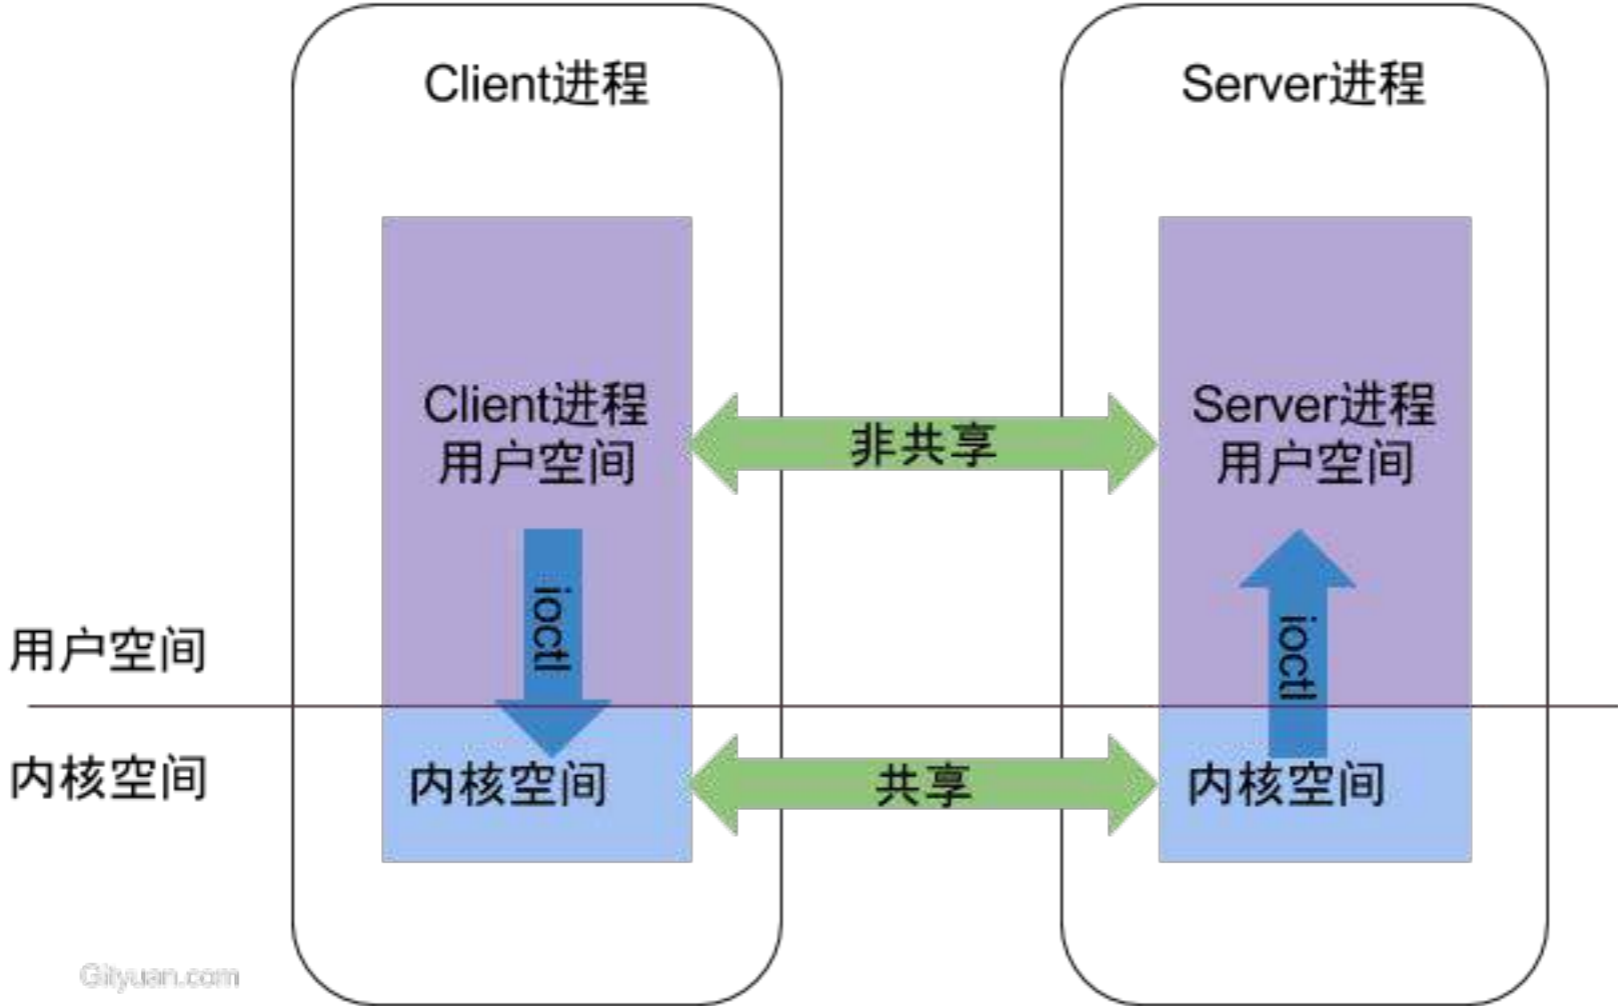 Client进程
Server进程
Client进程
用户空间
非共享
Server进程
用户空间
ioctl
ioctl
用户空间
内核空间
内核空间
共享
内核空间
Gityuan.com